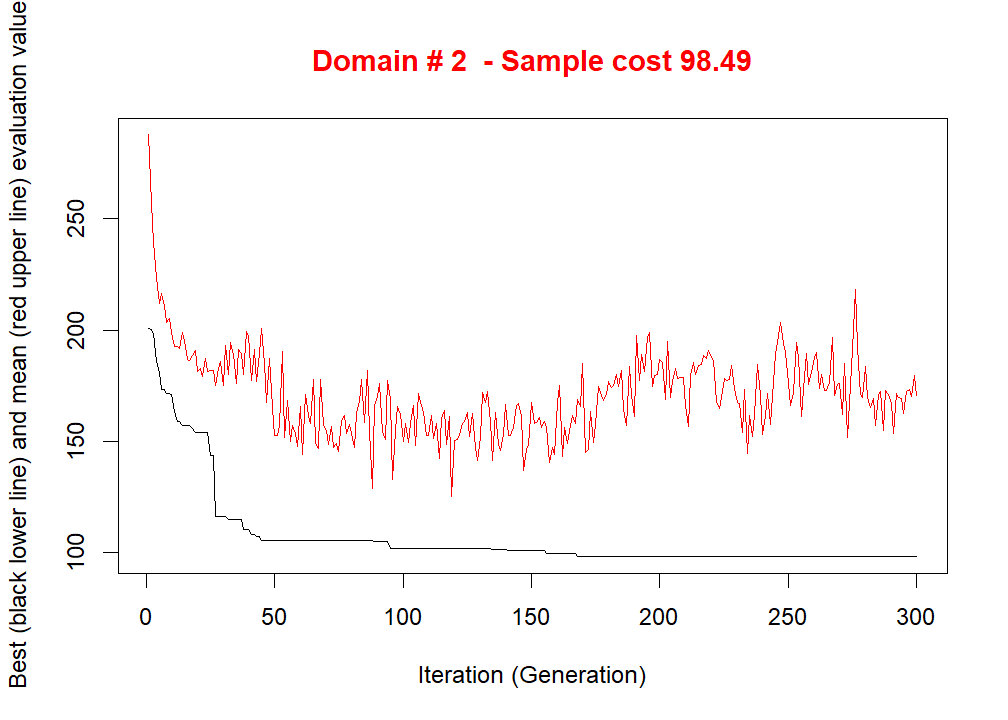 Domain # 2  - Sample cost 98.49
Best (black lower line) and mean (red upper line) evaluation value
250
200
150
100
0 50 100 150 200 250 300
Iteration (Generation)